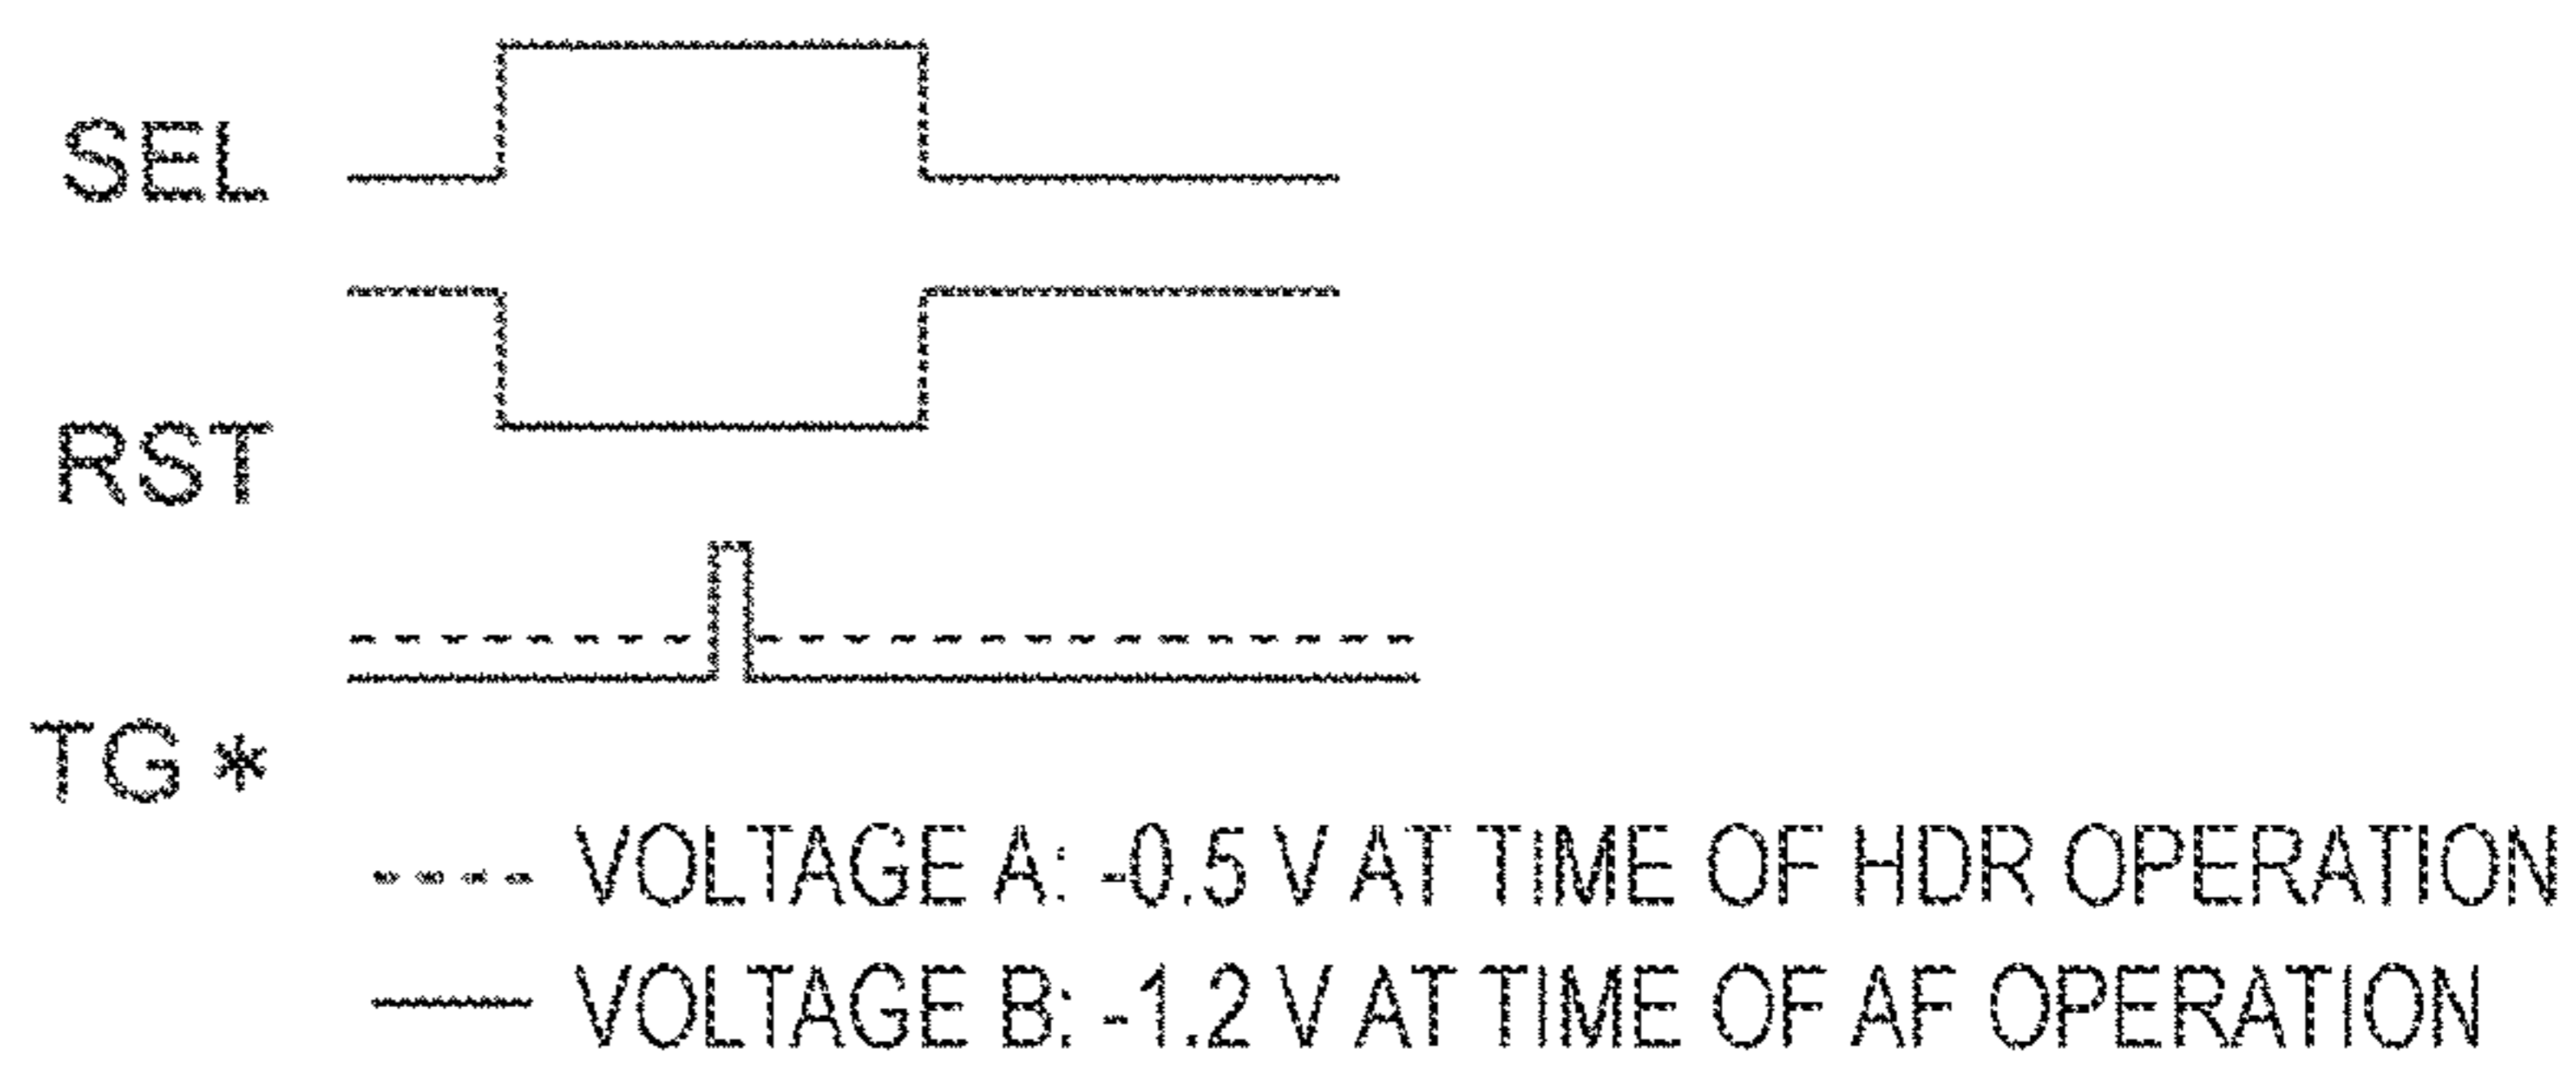 SEL
RST
TG *
VOLTAGE A: -0.5 V AT TIME OF HDR OPERATION
VOLTAGE B: -1.2 V AT TIME OF AF OPERATION